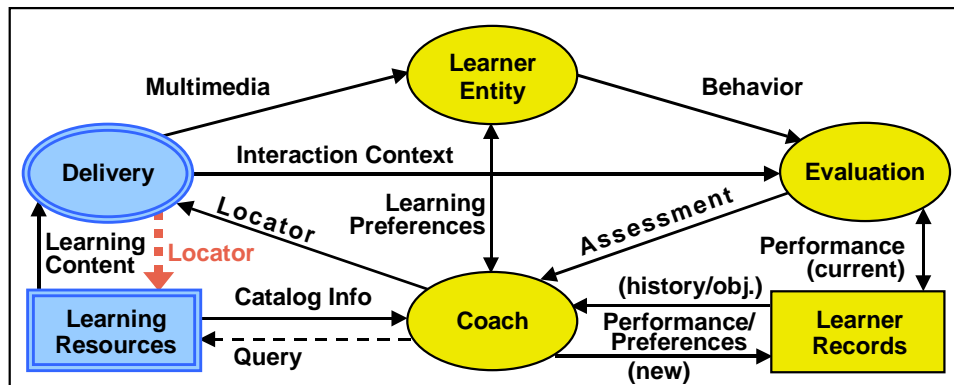 Learner
Entity
Multimedia
Behavior
Interaction Context
Delivery
Evaluation
Learning
Preferences
Locator
Assessment
Learning
Content
Locator
Performance
(current)
Catalog Info
(history/obj.)
Learning
Resources
Coach
Performance/
Preferences
Learner
Records
Query
(new)